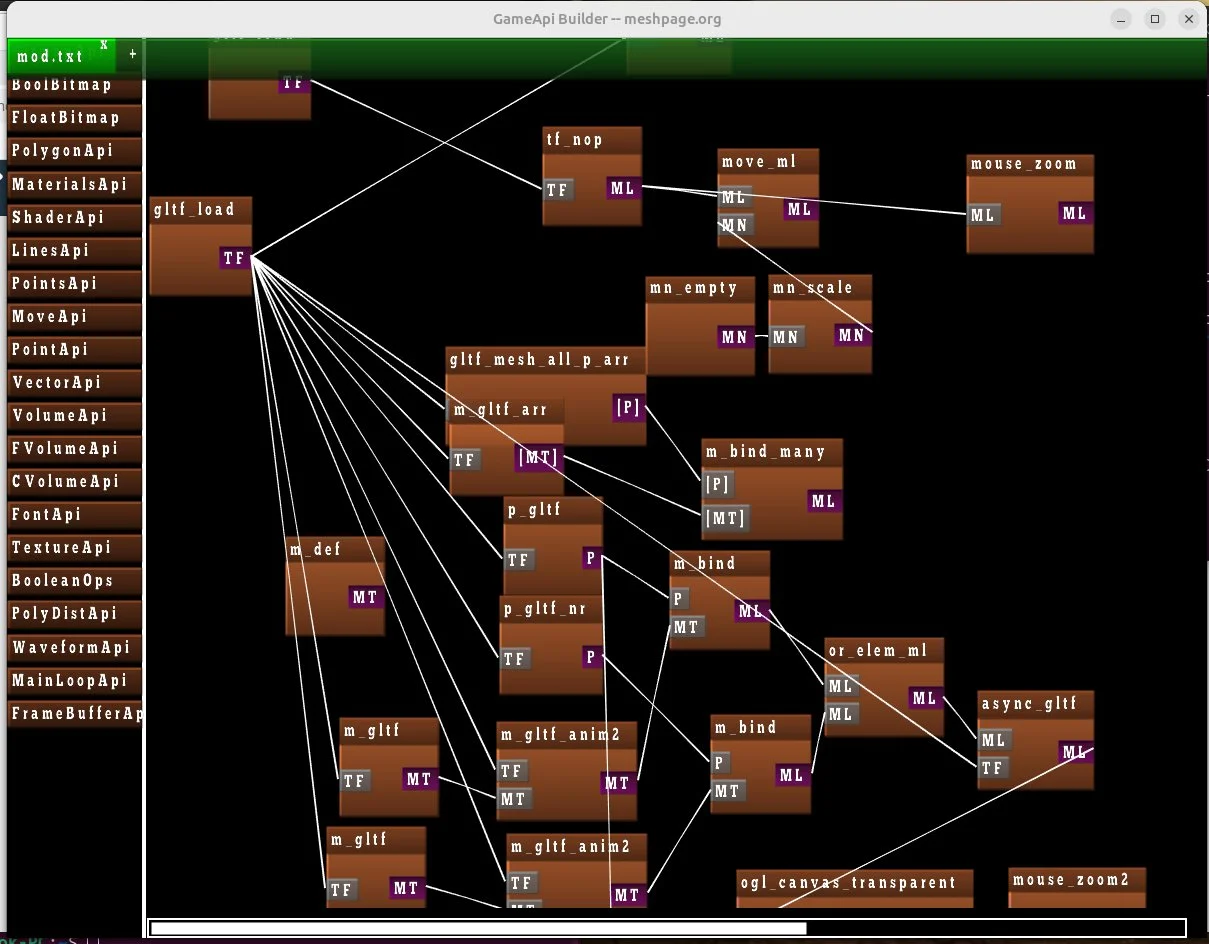 GameApi Builder -- meshpage.org
mod.txt x +
BoolBitmap
FloatBitmap
PolygonApi
MaterialsApi
ShaderApi
LinesApi
PointsApi
MoveApi
PointApi
VectorApi
VolumeApi
FVolumeApi
CVolumeApi
FontApi
TextureApi
BooleanOps
PolyDistApi
WaveformApi
MainLoopApi
FrameBufferAp
TF
gltf_load
TF
tf_nop
TF ML
move_ml
ML ML
MN
mouse_zoom
ML ML
mn_empty
MN
mn_scale
MN MN
gltf_mesh_all_p_arr
[P]
m_gltf_arr
TF [MT]
m_bind_many
[P] ML
[MT]
p_gltf
TF P
m_def
MT
m_bind
P ML
MT
p_gltf_nr
TF P
or_elem_ml
ML ML
ML
async_gltf
ML ML
TF
m_gltf
TF MT
m_gltf_anim2
TF MT
MT
m_bind
P ML
MT
m_gltf
TF MT
m_gltf_anim2
TF MT
MT
ogl_canvas_transparent
mouse_zoom2